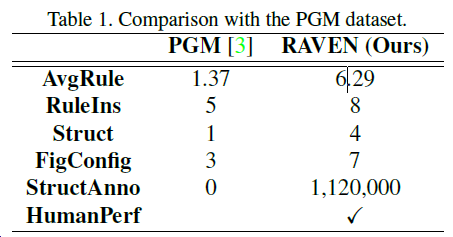 Table 1. Comparison with the PGM dataset.
PGM [3] RAVEN (Ours)
AvgRule 1.37 6.29
RuleIns 5 8
Struct 1 4
FigConfig 3 7
StructAnno 0 1,120,000
HumanPerf ✓